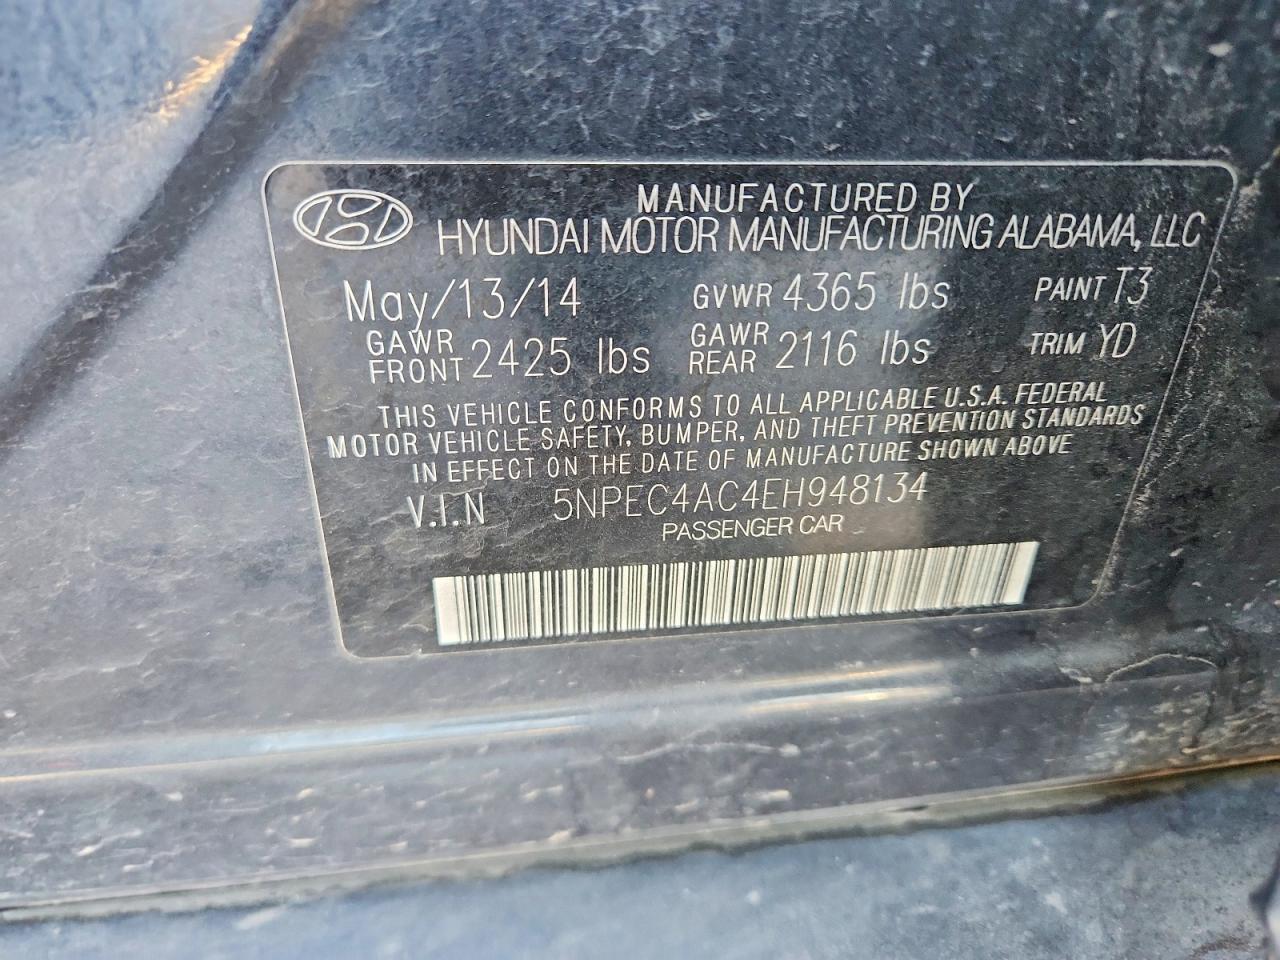 MANUFACTURED BY
HYUNDAI MOTOR MANUFACTURING ALABAMA, LLC
May/13/14 GVWR 4365 lbs PAINT T3
GAWR FRONT 2425 lbs GAWR REAR 2116 lbs TRIM YD
THIS VEHICLE CONFORMS TO ALL APPLICABLE U.S.A. FEDERAL
MOTOR VEHICLE SAFETY, BUMPER, AND THEFT PREVENTION STANDARDS
IN EFFECT ON THE DATE OF MANUFACTURE SHOWN ABOVE
V.I.N 5NPEC4AC4EH948134
PASSENGER CAR